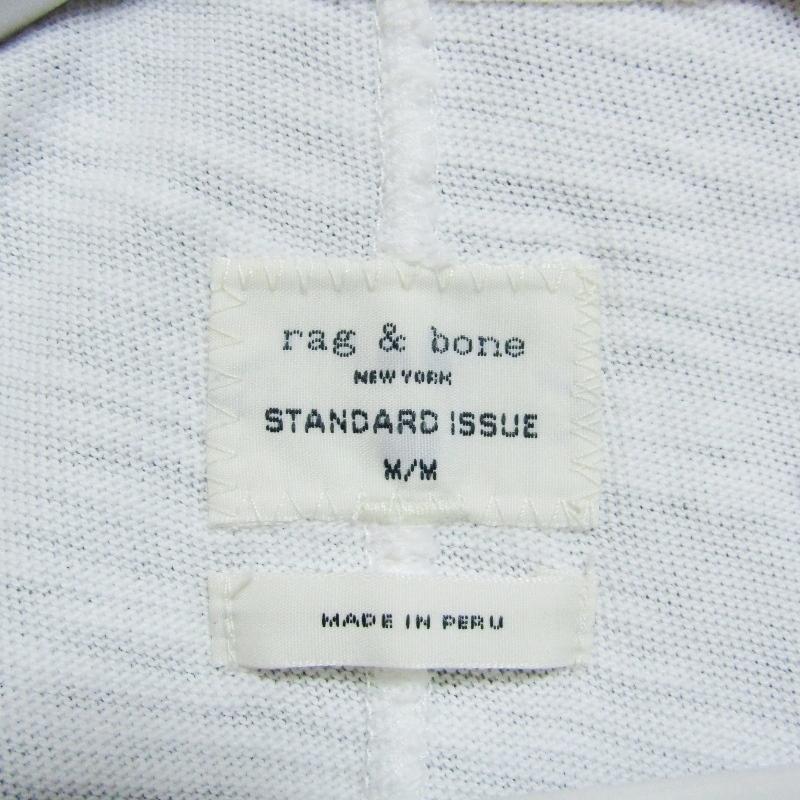 rag & bone
NEW YORK
STANDARD ISSUE
M/M
MADE IN PERU